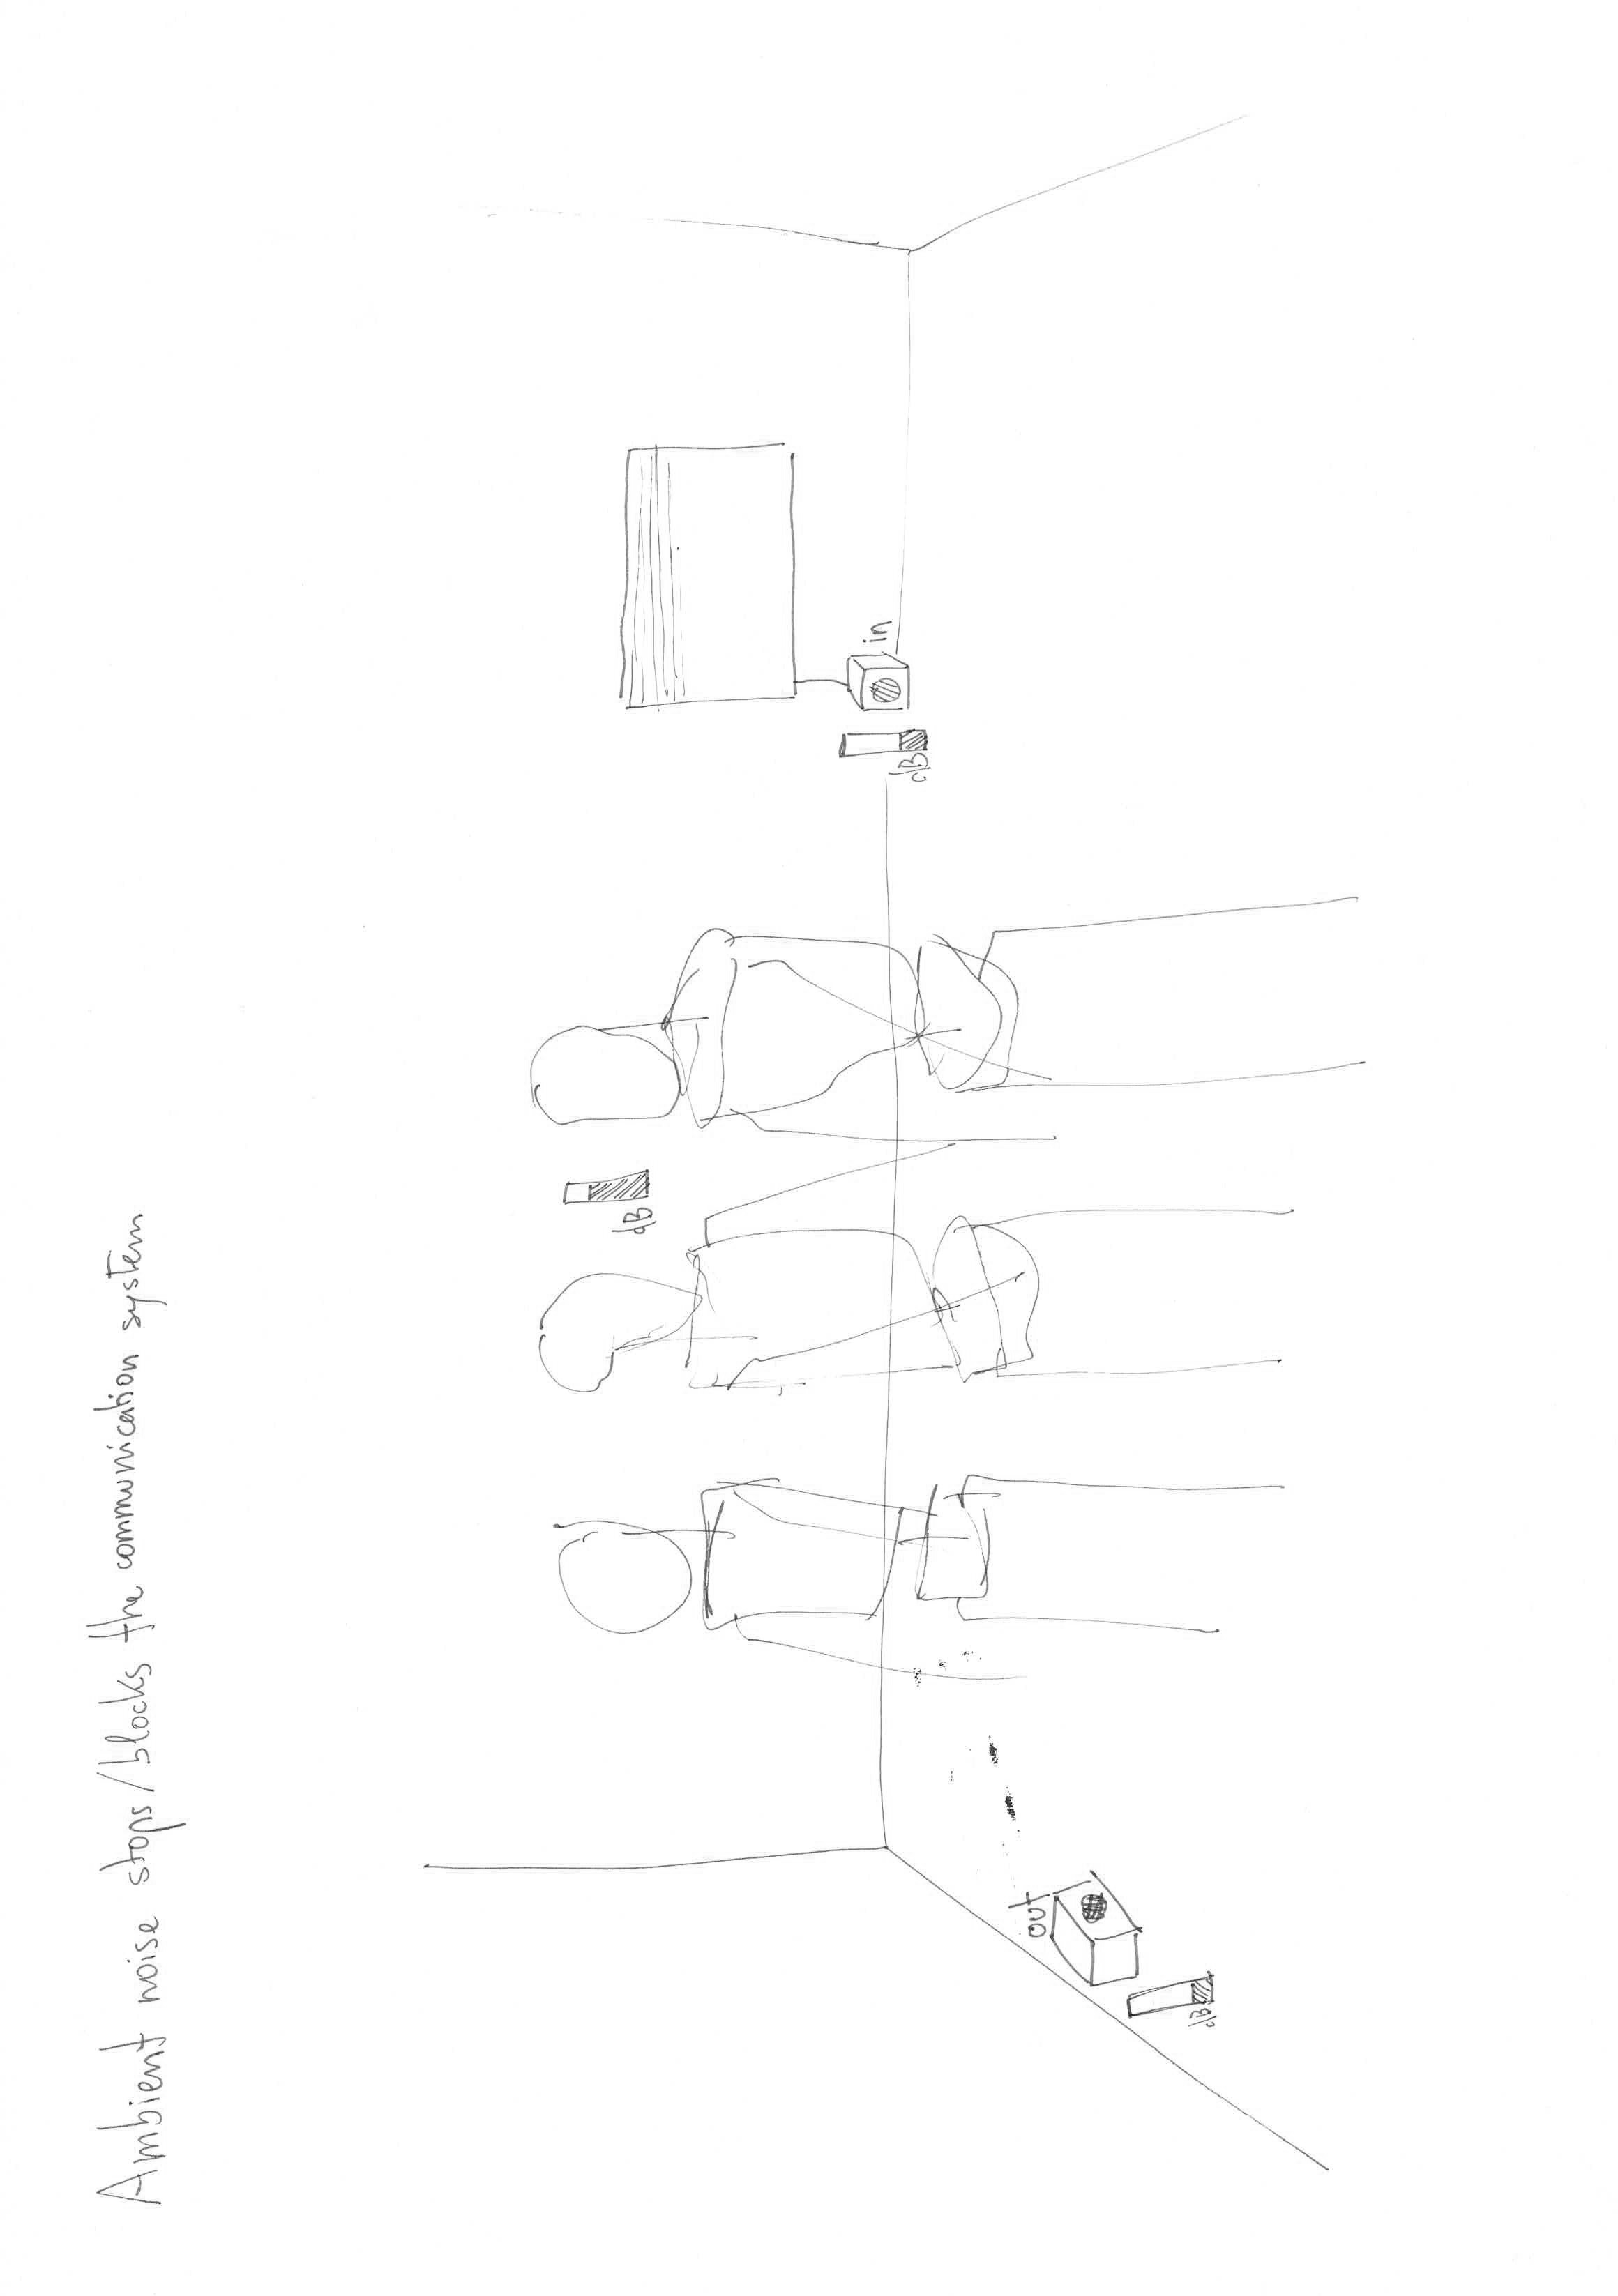 Ambient noise stops/blocks the communication system
dB
in
dB
out
dB